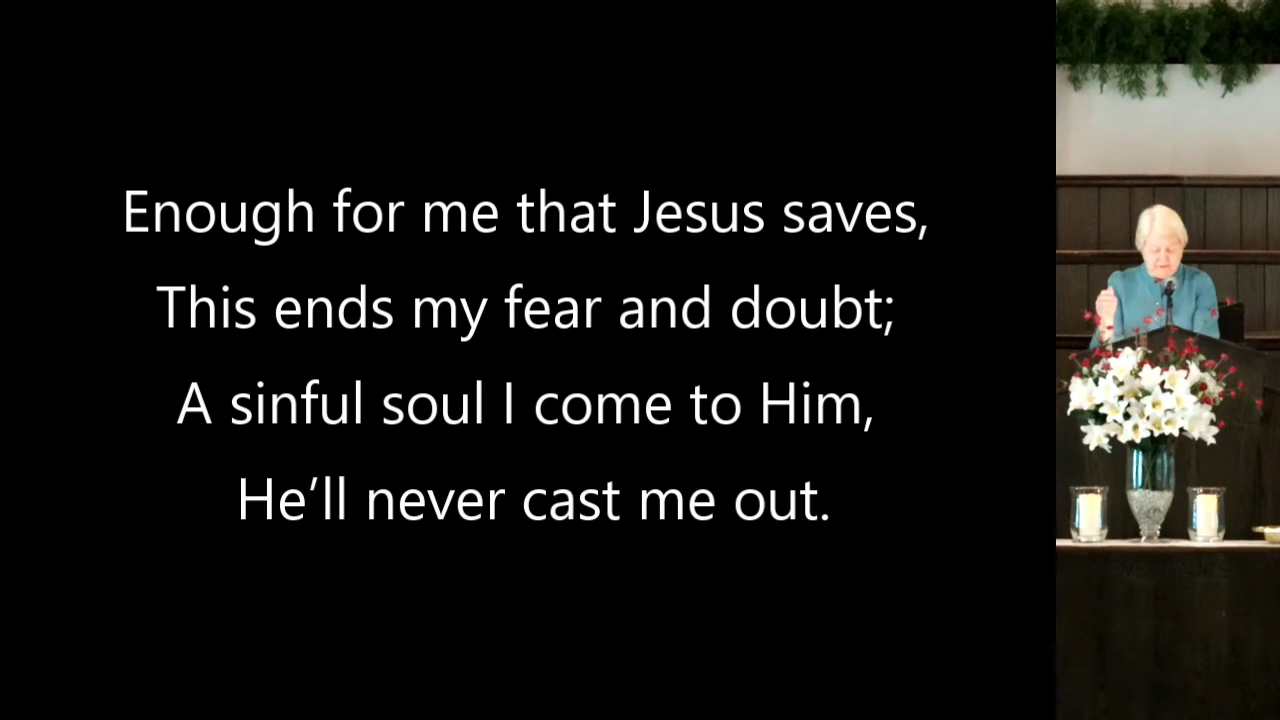 Enough for me that Jesus saves,
This ends my fear and doubt;
A sinful soul I come to Him,
He’ll never cast me out.